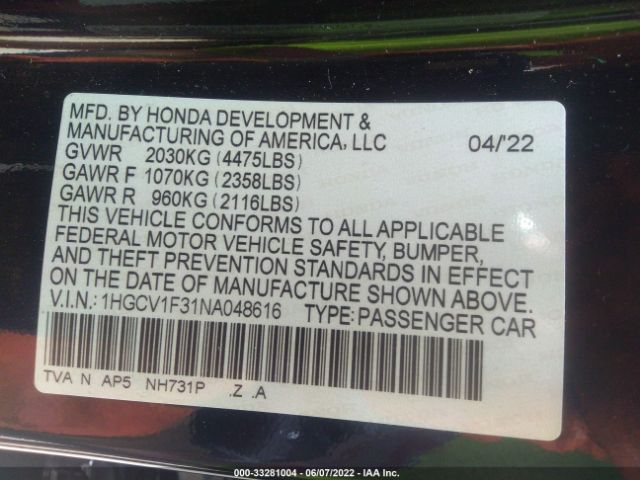 MFD. BY HONDA DEVELOPMENT &
MANUFACTURING OF AMERICA, LLC 04/'22
GVWR 2030KG (4475LBS)
GAWR F 1070KG (2358LBS)
GAWR R 960KG (2116LBS)
THIS VEHICLE CONFORMS TO ALL APPLICABLE
FEDERAL MOTOR VEHICLE SAFETY, BUMPER,
AND THEFT PREVENTION STANDARDS IN EFFECT
ON THE DATE OF MANUFACTURE SHOWN ABOVE.
V.I.N.: 1HGCV1F31NA048616 TYPE: PASSENGER CAR
TVA N AP5 NH731P .Z .A
000-33281004 | 06/07/2022 | IAA Inc.